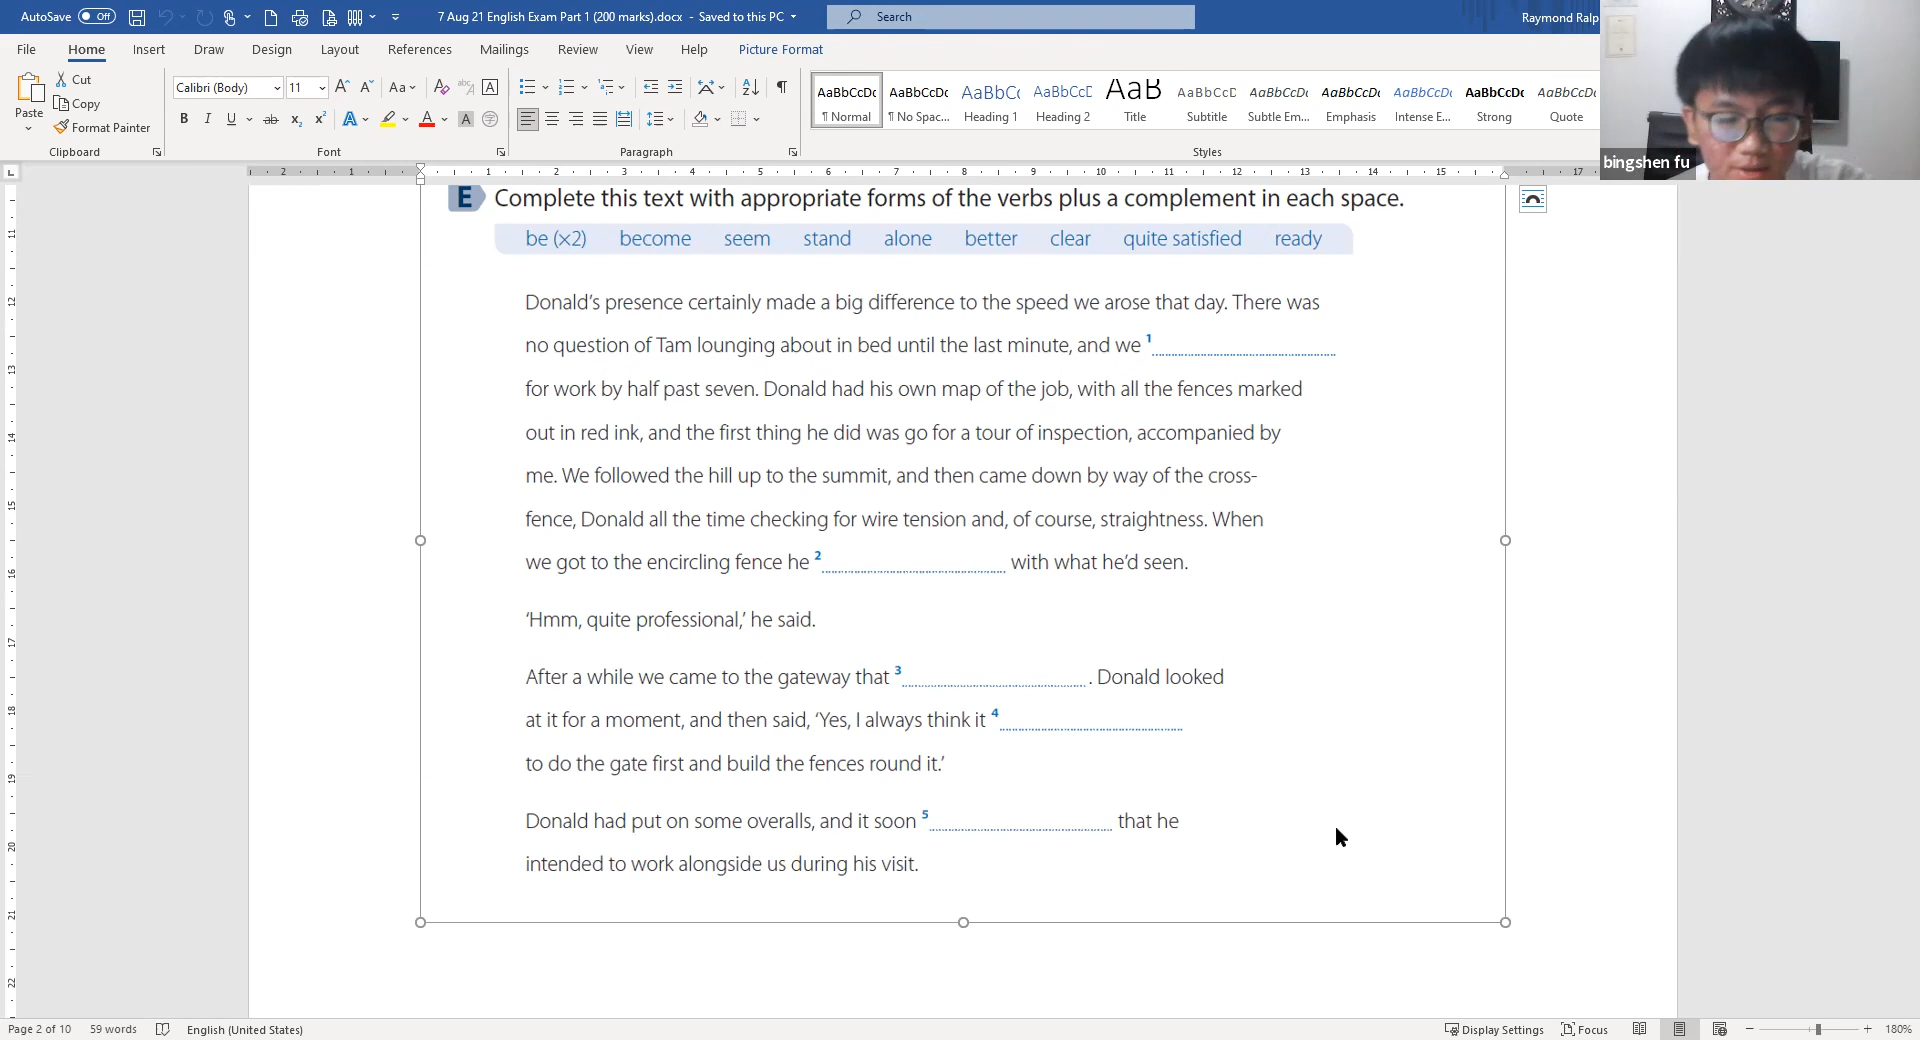 AutoSave Off 7 Aug 21 English Exam Part 1 (200 marks).docx - Saved to this PC Search Raymond Ralp
File Home Insert Draw Design Layout References Mailings Review View Help Picture Format
Paste Cut Copy Format Painter
Calibri (Body) 11
AaBbCcDc AaBbCcDc AaBbCc AaBbCcD AaB AaBbCcD AaBbCcDc AaBbCcDc AaBbCcDc AaBbCcDc AaBbCcDc
¶ Normal ¶ No Spac... Heading 1 Heading 2 Title Subtitle Subtle Em... Emphasis Intense E... Strong Quote
Clipboard Font Paragraph Styles
bingshen fu
E Complete this text with appropriate forms of the verbs plus a complement in each space.
be (×2) become seem stand alone better clear quite satisfied ready
Donald's presence certainly made a big difference to the speed we arose that day. There was
no question of Tam lounging about in bed until the last minute, and we 1
for work by half past seven. Donald had his own map of the job, with all the fences marked
out in red ink, and the first thing he did was go for a tour of inspection, accompanied by
me. We followed the hill up to the summit, and then came down by way of the cross-
fence, Donald all the time checking for wire tension and, of course, straightness. When
we got to the encircling fence he 2 with what he'd seen.
'Hmm, quite professional,' he said.
After a while we came to the gateway that 3 . Donald looked
at it for a moment, and then said, 'Yes, I always think it 4
to do the gate first and build the fences round it.'
Donald had put on some overalls, and it soon 5 that he
intended to work alongside us during his visit.
Page 2 of 10 59 words English (United States) Display Settings Focus 180%